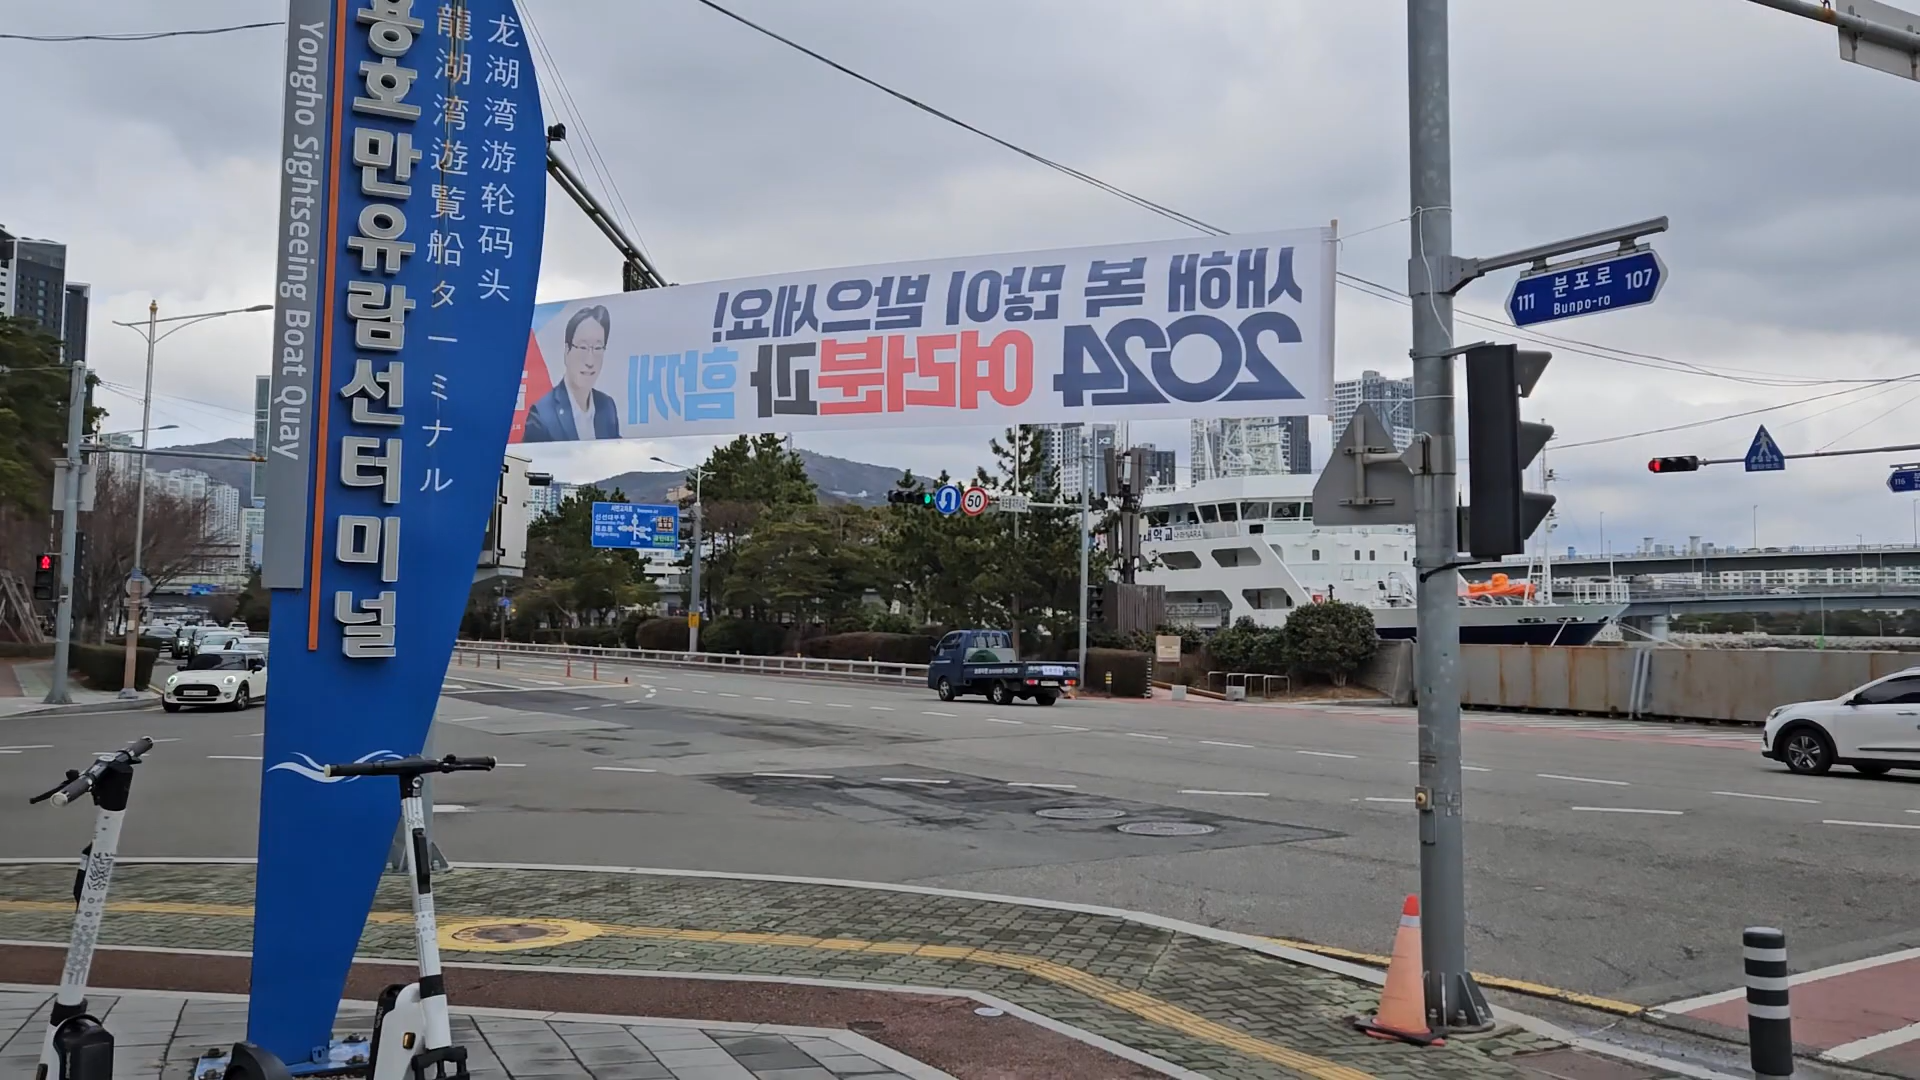 Yongho Sightseeing Boat Quay
용호만유람선터미널
龍湖湾遊覧船ターミナル
龙湖湾游轮码头
새해 복 많이 받으세요!
2024 여러분과 함께
111 분포로 107
Bunpo-ro
50